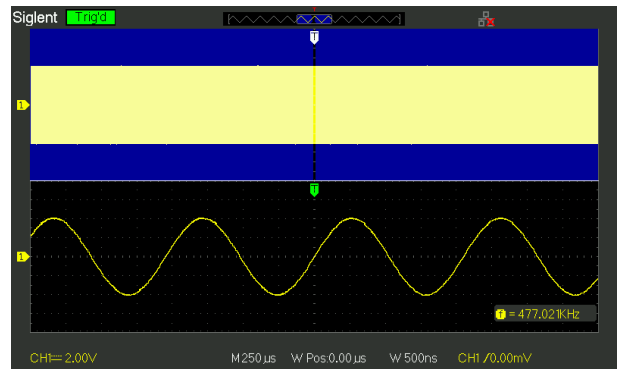 Siglent Trig'd
T
1
T
1
f = 477.021KHz
CH1 2.00V M 250µs W Pos:0.00µs W 500ns CH1 / 0.00mV